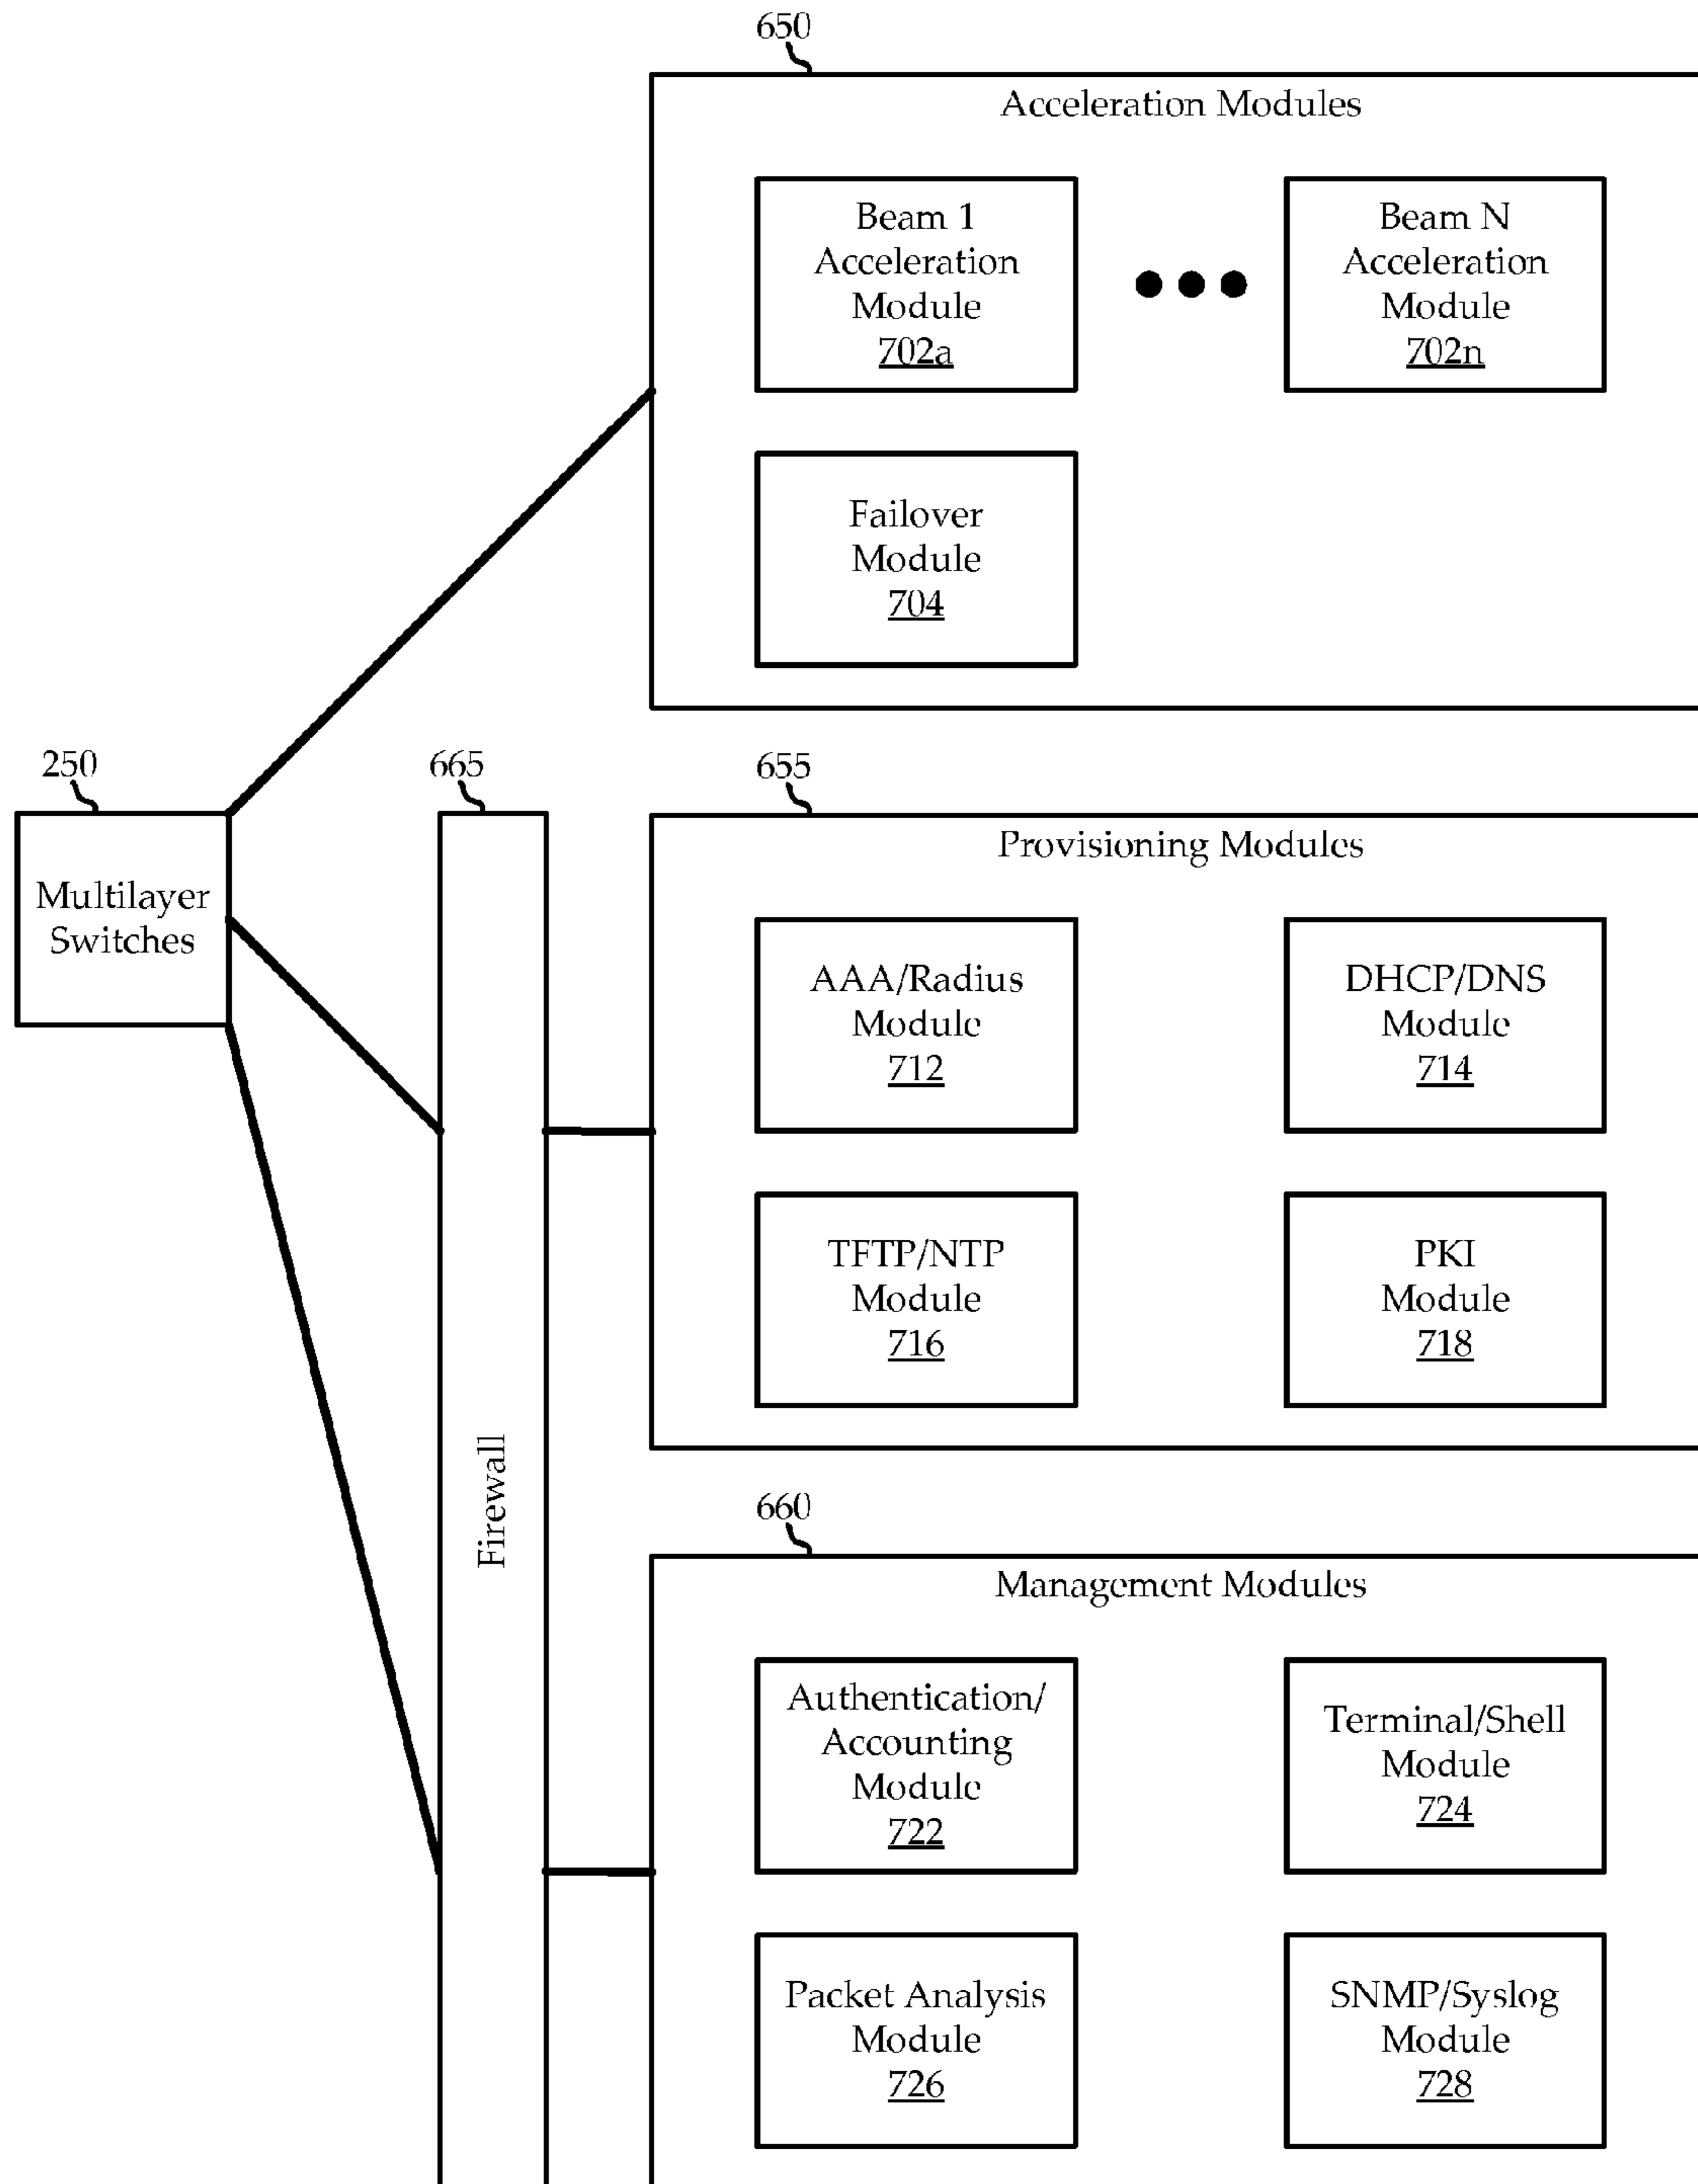 650
Acceleration Modules
Beam 1
Acceleration
Module
702a
Beam N
Acceleration
Module
702n
Failover
Module
704
250
Multilayer
Switches
665
Firewall
655
Provisioning Modules
AAA/Radius
Module
712
DHCP/DNS
Module
714
TFTP/NTP
Module
716
PKI
Module
718
660
Management Modules
Authentication/
Accounting
Module
722
Terminal/Shell
Module
724
Packet Analysis
Module
726
SNMP/Syslog
Module
728